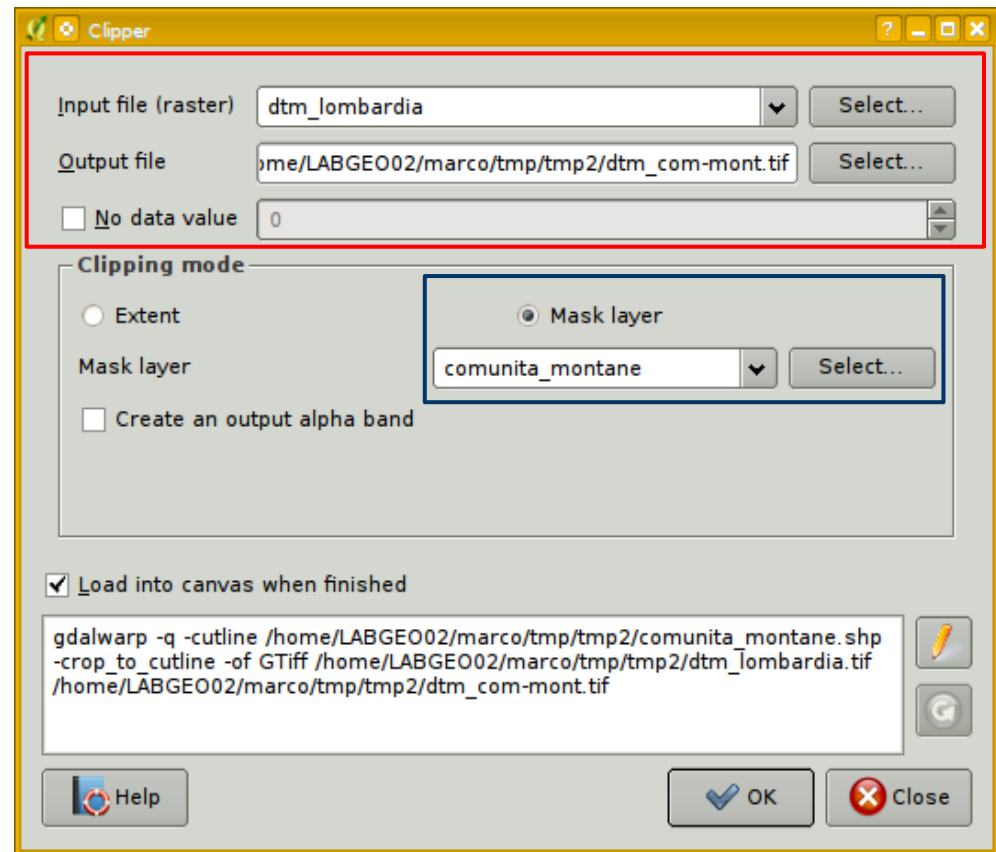 Clipper
Input file (raster) dtm_lombardia Select...
Output file ome/LABGEO02/marco/tmp/tmp2/dtm_com-mont.tif Select...
No data value 0
Clipping mode
Extent Mask layer
Mask layer comunita_montane Select...
Create an output alpha band
Load into canvas when finished
gdalwarp -q -cutline /home/LABGEO02/marco/tmp/tmp2/comunita_montane.shp
-crop_to_cutline -of GTiff /home/LABGEO02/marco/tmp/tmp2/dtm_lombardia.tif
/home/LABGEO02/marco/tmp/tmp2/dtm_com-mont.tif
Help OK Close